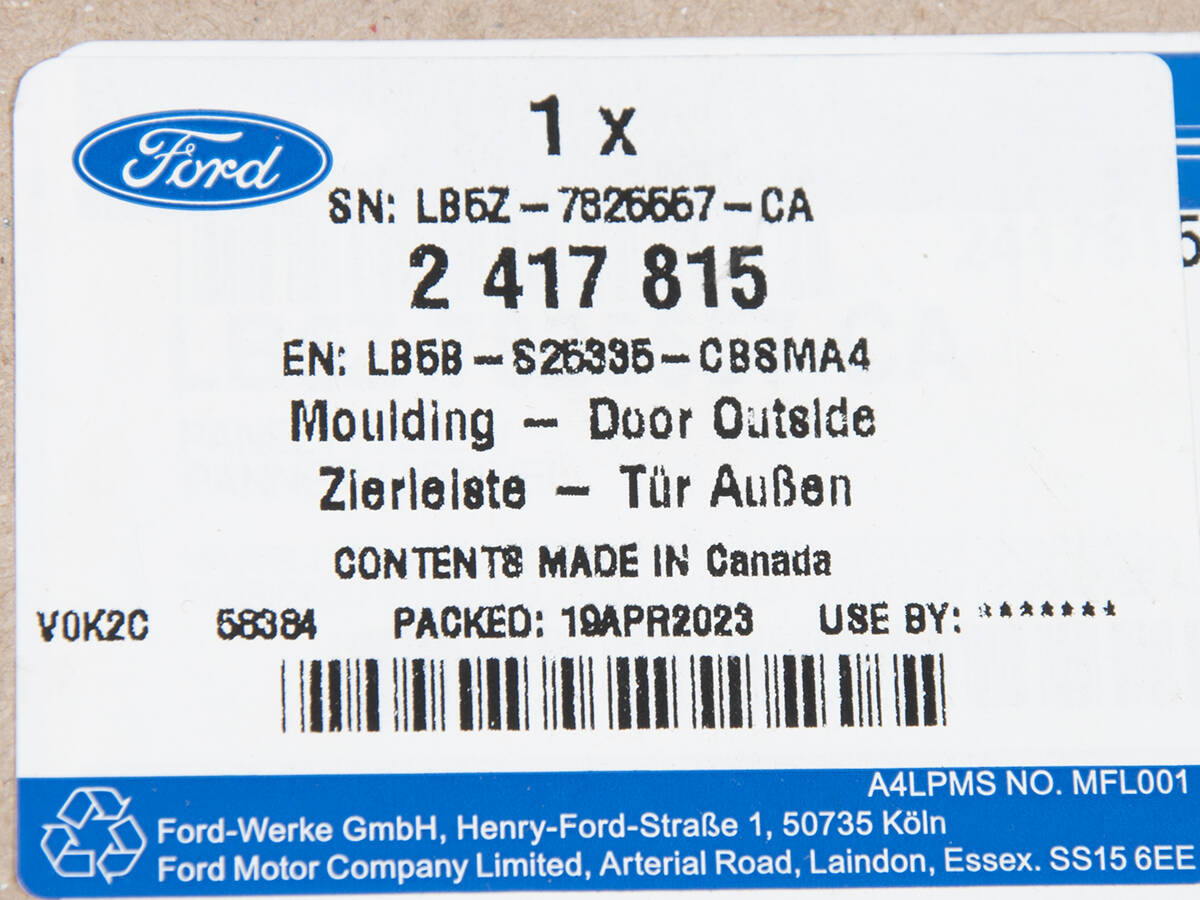 Ford
1 x
SN: LB5Z-7825557-CA
2 417 815
EN: LB5B-S25335-CBSMA4
Moulding - Door Outside
Zierleiste - Tür Außen
CONTENTS MADE IN Canada
V0K2C 58384 PACKED: 19APR2023 USE BY: *******
A4LPMS NO. MFL001
Ford-Werke GmbH, Henry-Ford-Straße 1, 50735 Köln
Ford Motor Company Limited, Arterial Road, Laindon, Essex. SS15 6EE